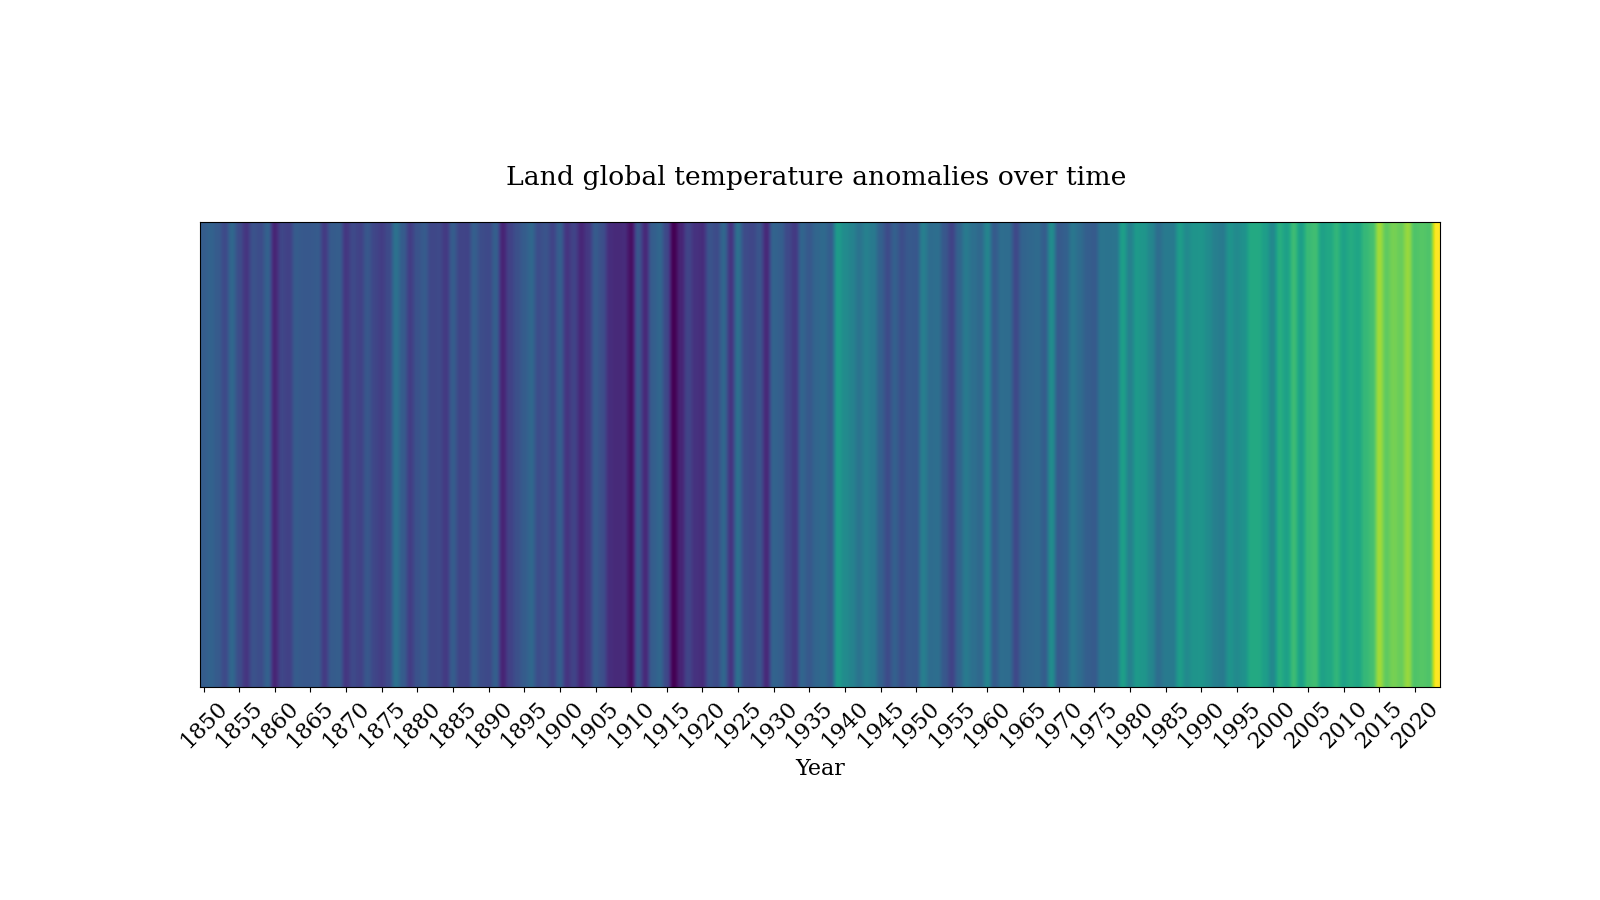 Land global temperature anomalies over time
1850 1855 1860 1865 1870 1875 1880 1885 1890 1895 1900 1905 1910 1915 1920 1925 1930 1935 1940 1945 1950 1955 1960 1965 1970 1975 1980 1985 1990 1995 2000 2005 2010 2015 2020
Year